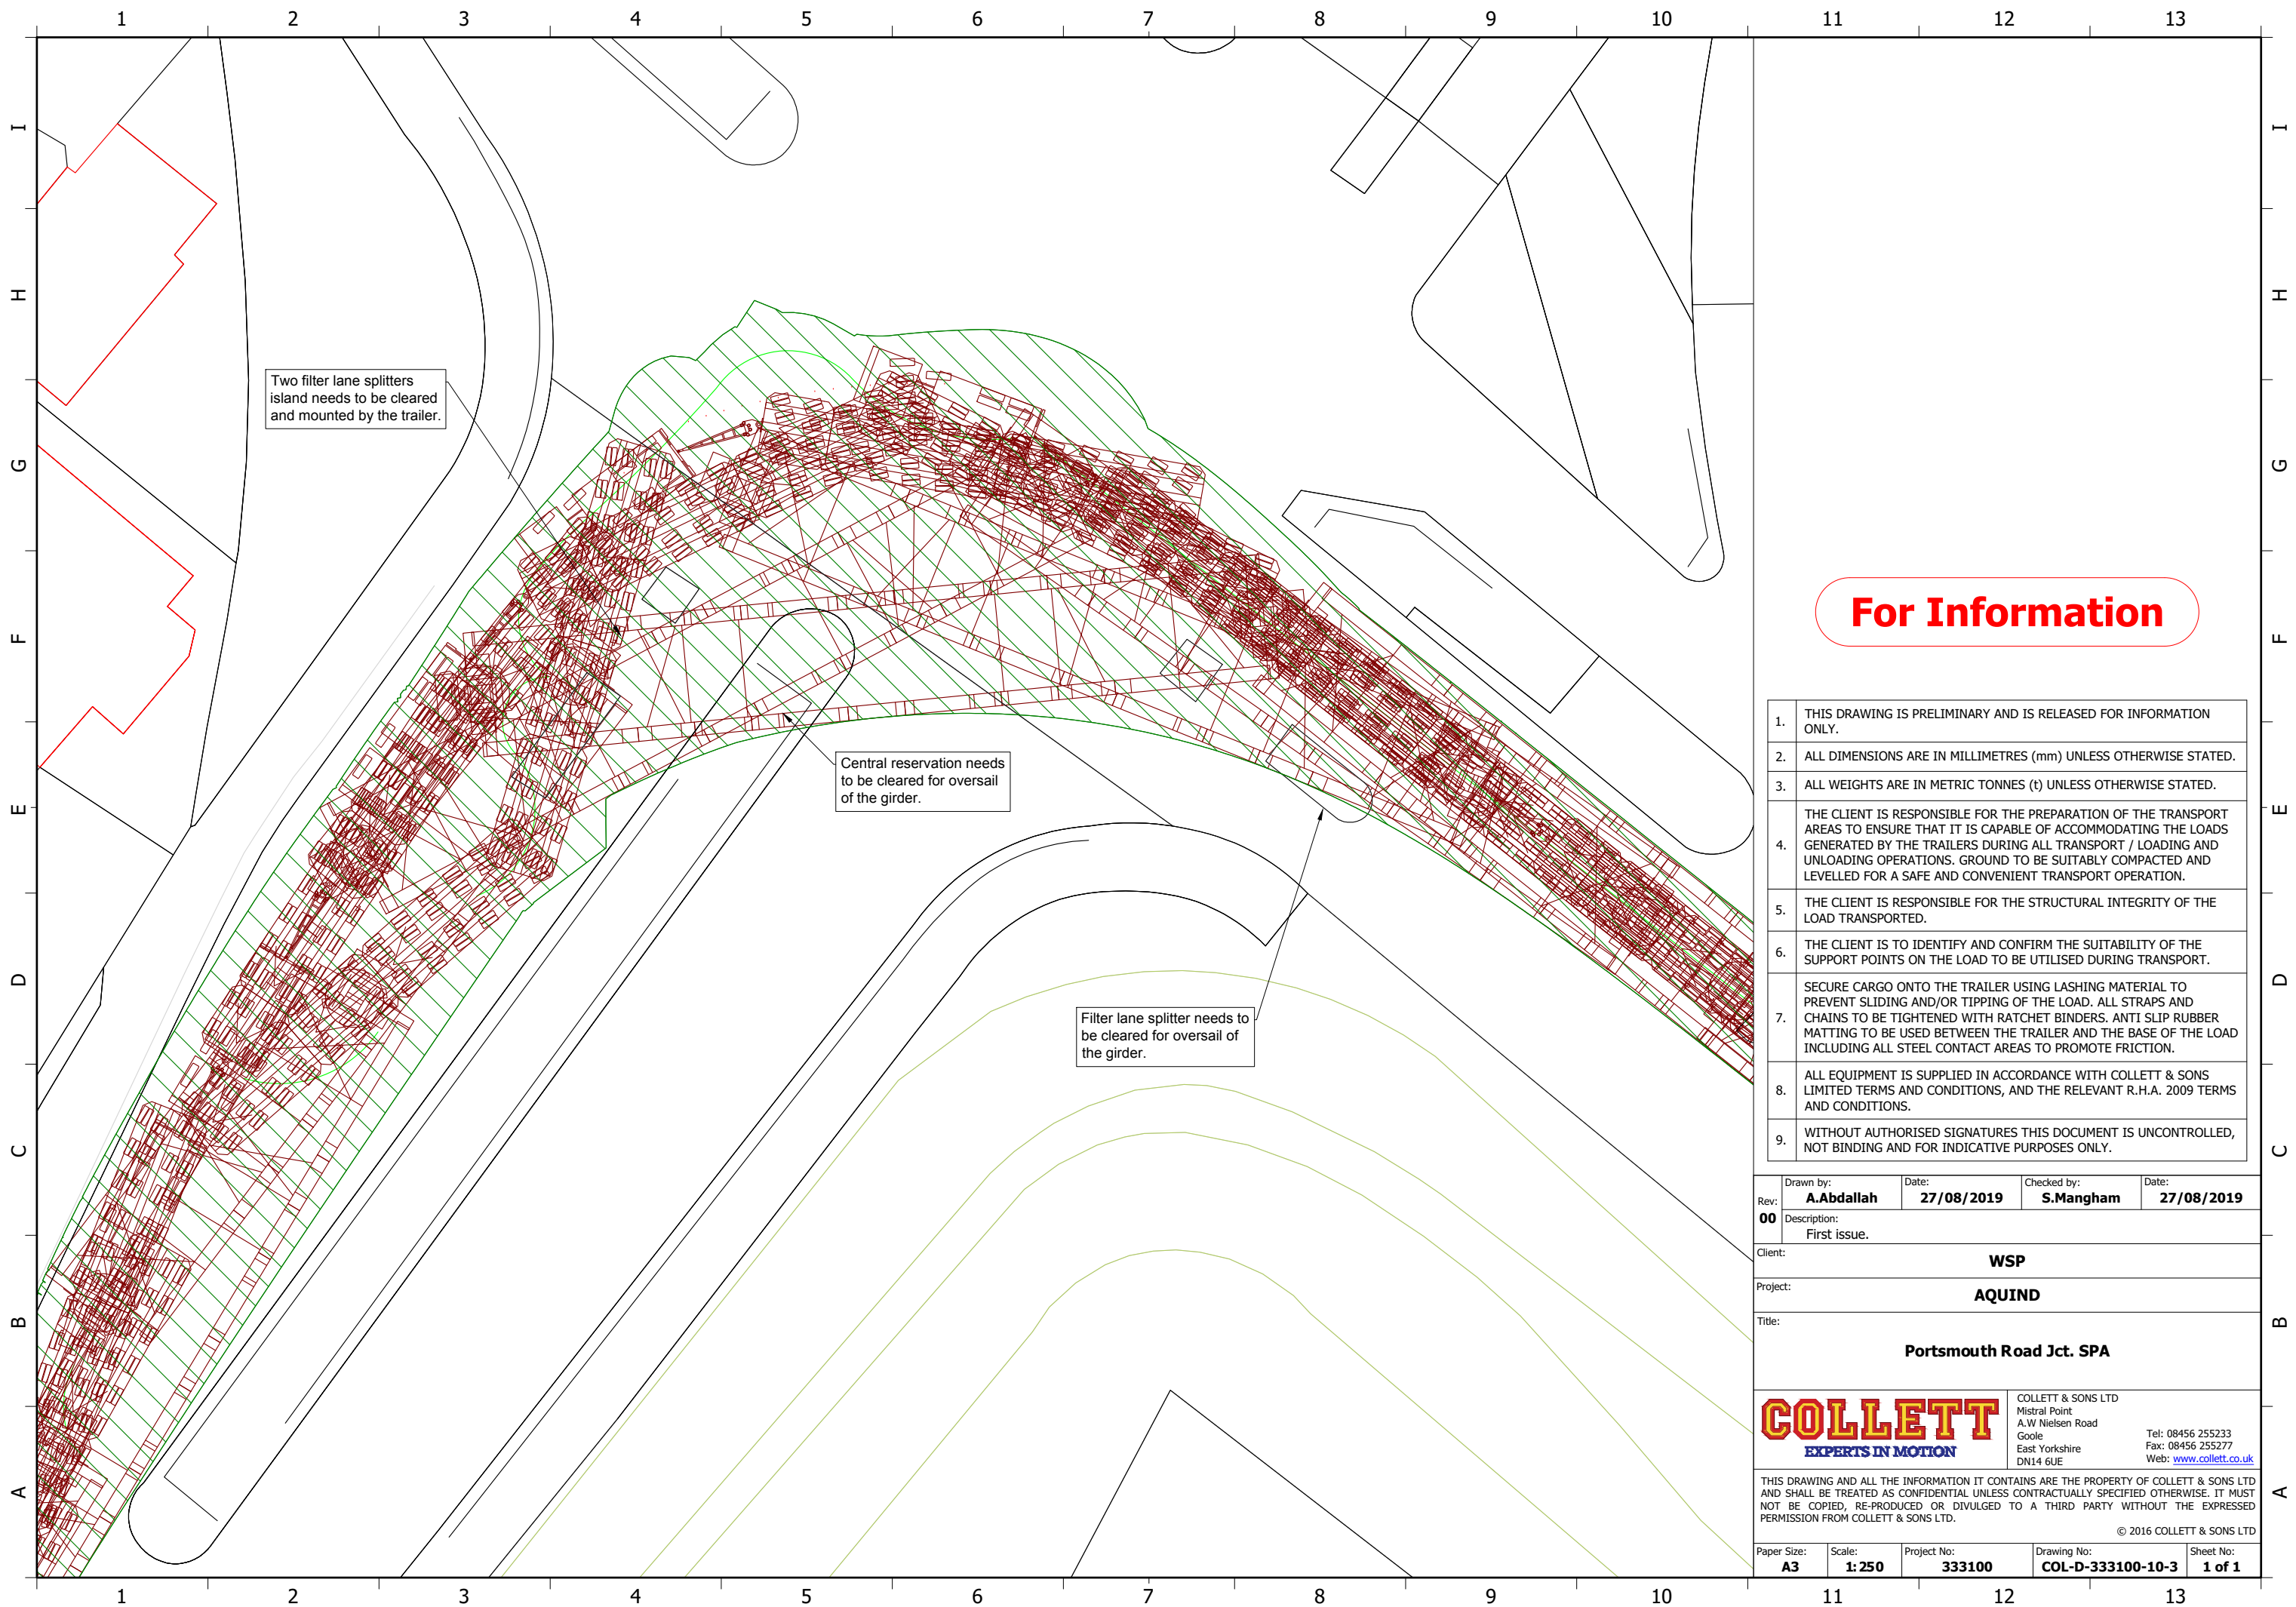 1 2 3 4 5 6 7 8 9 10 11 12 13
I
H
G
F
E
D
C
B
A
Two filter lane splitters
island needs to be cleared
and mounted by the trailer.
Central reservation needs
to be cleared for oversail
of the girder.
Filter lane splitter needs to
be cleared for oversail of
the girder.
For Information
1. THIS DRAWING IS PRELIMINARY AND IS RELEASED FOR INFORMATION
ONLY.
2. ALL DIMENSIONS ARE IN MILLIMETRES (mm) UNLESS OTHERWISE STATED.
3. ALL WEIGHTS ARE IN METRIC TONNES (t) UNLESS OTHERWISE STATED.
4. THE CLIENT IS RESPONSIBLE FOR THE PREPARATION OF THE TRANSPORT
AREAS TO ENSURE THAT IT IS CAPABLE OF ACCOMMODATING THE LOADS
GENERATED BY THE TRAILERS DURING ALL TRANSPORT / LOADING AND
UNLOADING OPERATIONS. GROUND TO BE SUITABLY COMPACTED AND
LEVELLED FOR A SAFE AND CONVENIENT TRANSPORT OPERATION.
5. THE CLIENT IS RESPONSIBLE FOR THE STRUCTURAL INTEGRITY OF THE
LOAD TRANSPORTED.
6. THE CLIENT IS TO IDENTIFY AND CONFIRM THE SUITABILITY OF THE
SUPPORT POINTS ON THE LOAD TO BE UTILISED DURING TRANSPORT.
7. SECURE CARGO ONTO THE TRAILER USING LASHING MATERIAL TO
PREVENT SLIDING AND/OR TIPPING OF THE LOAD. ALL STRAPS AND
CHAINS TO BE TIGHTENED WITH RATCHET BINDERS. ANTI SLIP RUBBER
MATTING TO BE USED BETWEEN THE TRAILER AND THE BASE OF THE LOAD
INCLUDING ALL STEEL CONTACT AREAS TO PROMOTE FRICTION.
8. ALL EQUIPMENT IS SUPPLIED IN ACCORDANCE WITH COLLETT & SONS
LIMITED TERMS AND CONDITIONS, AND THE RELEVANT R.H.A. 2009 TERMS
AND CONDITIONS.
9. WITHOUT AUTHORISED SIGNATURES THIS DOCUMENT IS UNCONTROLLED,
NOT BINDING AND FOR INDICATIVE PURPOSES ONLY.
Rev: Drawn by: Date: Checked by: Date:
00 A.Abdallah 27/08/2019 S.Mangham 27/08/2019
Description:
First issue.
Client:
WSP
Project:
AQUIND
Title:
Portsmouth Road Jct. SPA
COLLETT
EXPERTS IN MOTION
COLLETT & SONS LTD
Mistral Point
A.W Nielsen Road
Goole
East Yorkshire
DN14 6UE
Tel: 08456 255233
Fax: 08456 255277
Web: www.collett.co.uk
THIS DRAWING AND ALL THE INFORMATION IT CONTAINS ARE THE PROPERTY OF COLLETT & SONS LTD
AND SHALL BE TREATED AS CONFIDENTIAL UNLESS CONTRACTUALLY SPECIFIED OTHERWISE. IT MUST
NOT BE COPIED, RE-PRODUCED OR DIVULGED TO A THIRD PARTY WITHOUT THE EXPRESSED
PERMISSION FROM COLLETT & SONS LTD.
© 2016 COLLETT & SONS LTD
Paper Size: Scale: Project No: Drawing No: Sheet No:
A3 1:250 333100 COL-D-333100-10-3 1 of 1
I
H
G
F
E
D
C
B
A
1 2 3 4 5 6 7 8 9 10 11 12 13